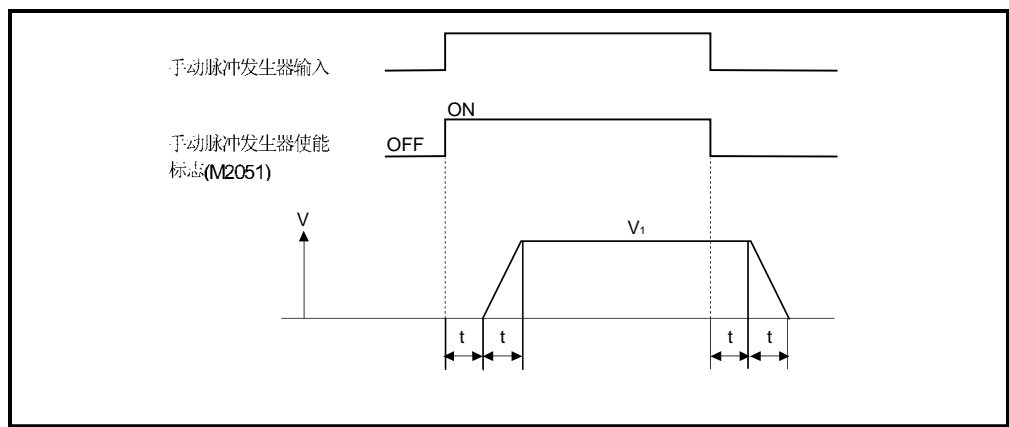 手动脉冲发生器输入
ON
手动脉冲发生器使能
OFF
标志(M2051)
V
V₁
t t t t